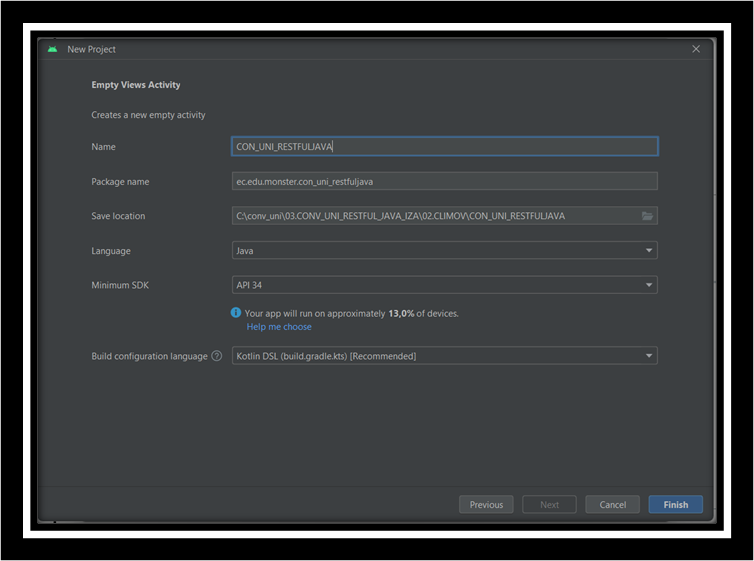 New Project
Empty Views Activity
Creates a new empty activity
Name CON_UNI_RESTFULJAVA
Package name ec.edu.monster.con_uni_restfuljava
Save location C:\conv_uni\03.CONV_UNI_RESTFUL_JAVA_IZA\02.CLIMOV\CON_UNI_RESTFULJAVA
Language Java
Minimum SDK API 34
Your app will run on approximately 13,0% of devices.
Help me choose
Build configuration language ? Kotlin DSL (build.gradle.kts) [Recommended]
Previous Next Cancel Finish